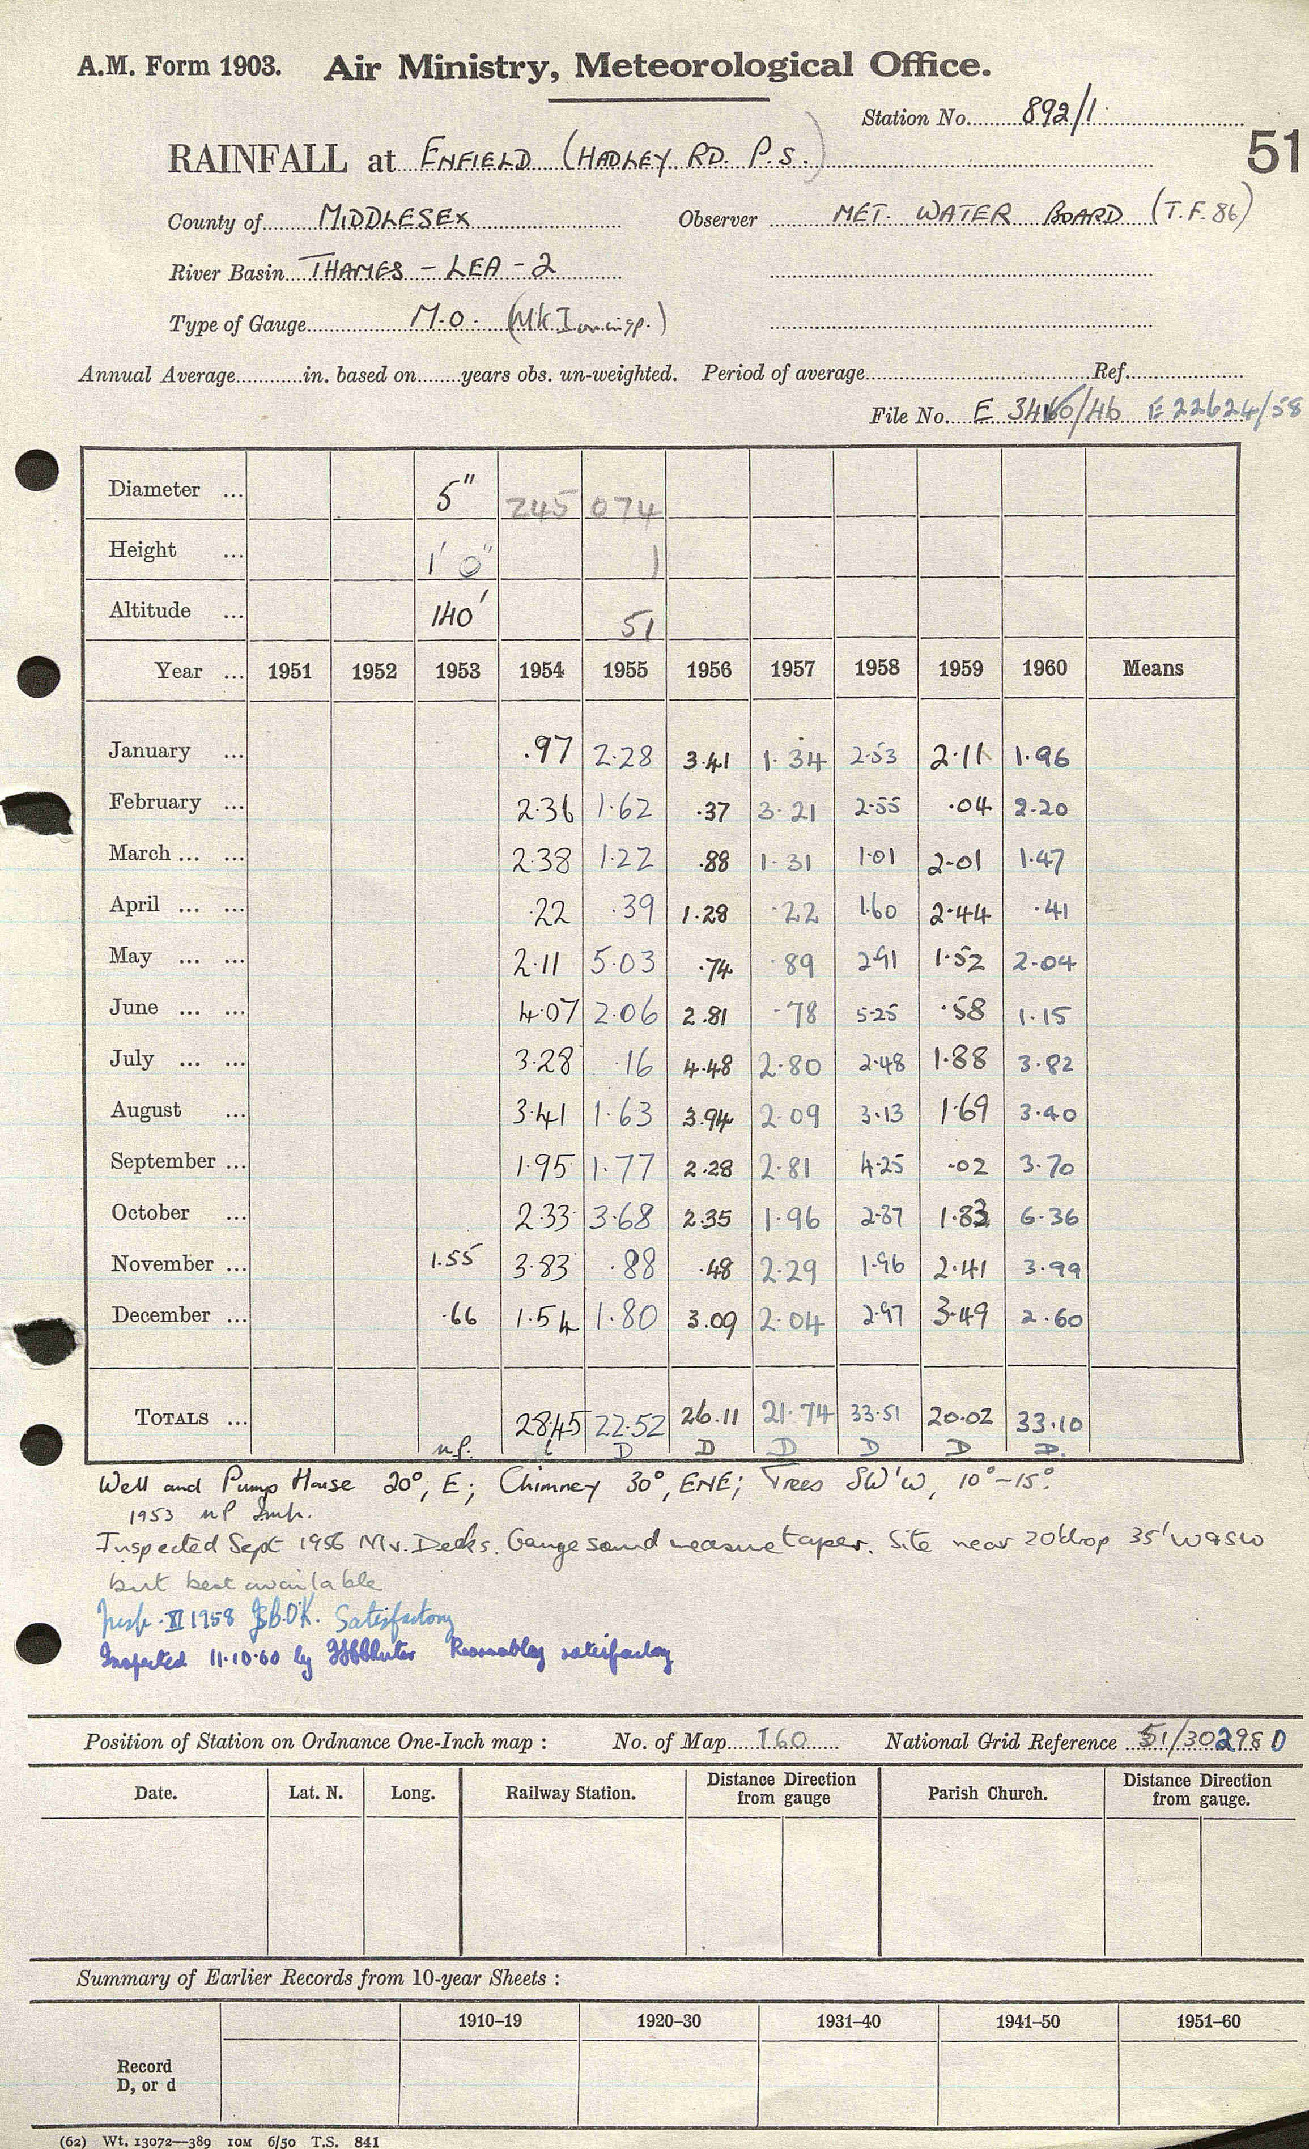 A.M. Form 1903. Air Ministry, Meteorological Office.
Station No. 892/1
51
RAINFALL at ENFIELD (HADLEY RD P.S.)
County of MIDDLESEX Observer MET. WATER BOARD (T.F. 86)
River Basin THAMES - LEA - 2
Type of Gauge M.O. (Mk I
Annual Average in. based on years obs. un-weighted. Period of average Ref.
File No. E 3460/46 E 22624/58
Diameter ... 5" 245 074
Height ... 1' 0" 1
Altitude ... 140' 51
Year ... 1951 1952 1953 1954 1955 1956 1957 1958 1959 1960 Means
January ... .97 2.28 3.41 1.34 2.53 2.11 1.96
February ... 2.36 1.62 .37 3.21 2.55 .04 2.20
March ... ... 2.38 1.22 .88 1.31 1.01 2.01 1.47
April ... ... .22 .39 1.28 .22 1.60 2.44 .41
May ... ... 2.11 5.03 .74 .89 2.91 1.52 2.04
June ... ... 4.07 2.06 2.81 .78 5.25 .58 1.15
July ... ... 3.28 .16 4.48 2.80 2.48 1.88 3.82
August ... 3.41 1.63 3.94 2.09 3.13 1.69 3.40
September ... 1.95 1.77 2.28 2.81 4.25 .02 3.70
October ... 2.33 3.68 2.35 1.96 2.87 1.83 6.36
November ... 1.55 3.83 .88 .48 2.29 1.96 2.41 3.99
December ... .66 1.54 1.80 3.09 2.04 2.97 3.49 2.60
TOTALS ... 28.45 22.52 26.11 21.74 33.51 20.02 33.10
n.p. D D D D D D.
Well and Pump House 20°, E; Chimney 30°, ENE; Trees SW'W, 10°-15°.
1953 n P Inch.
Inspected Sept 1956 Mr. Decks. Gauge sound measure taper. Site near 20' drop 35' W & SW
but best available
Insp. XI 1958 Satisfactory
Inspected 11.10.60 by Reasonably satisfactory
Position of Station on Ordnance One-Inch map : No. of Map 160 National Grid Reference 51/302980
Date. Lat. N. Long. Railway Station. Distance Direction from gauge Parish Church. Distance Direction from gauge.
Summary of Earlier Records from 10-year Sheets :
1910-19 1920-30 1931-40 1941-50 1951-60
Record
D, or d
(62) Wt. 13072—389 10M 6/50 T.S. 841